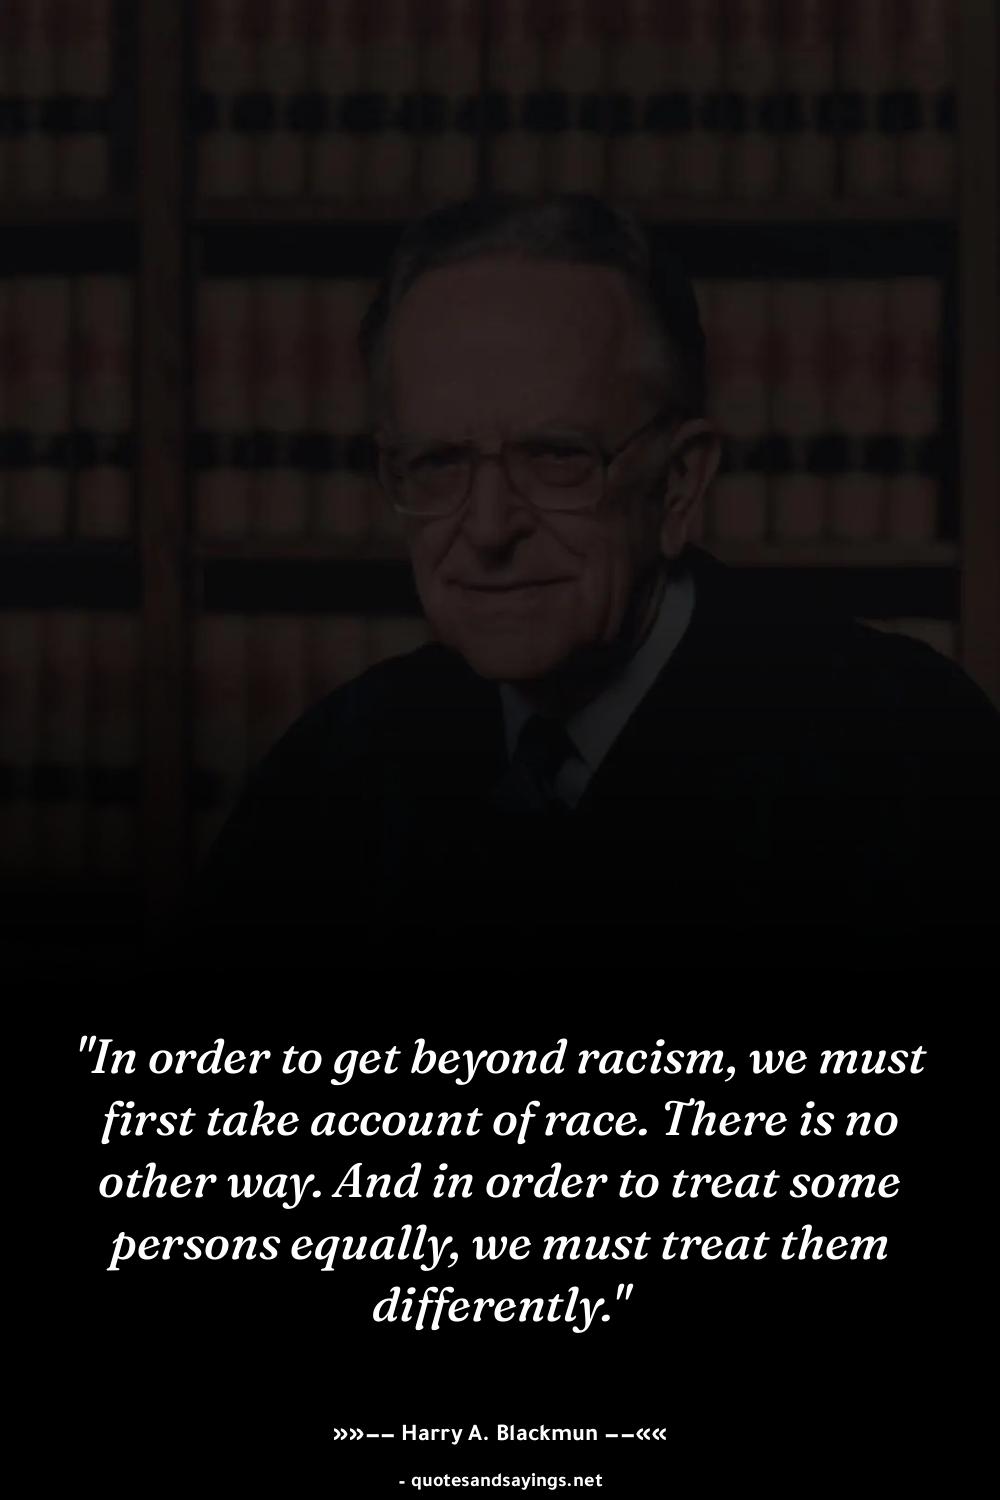 "In order to get beyond racism, we must
first take account of race. There is no
other way. And in order to treat some
persons equally, we must treat them
differently."
»»−− Harry A. Blackmun −−««
- quotesandsayings.net